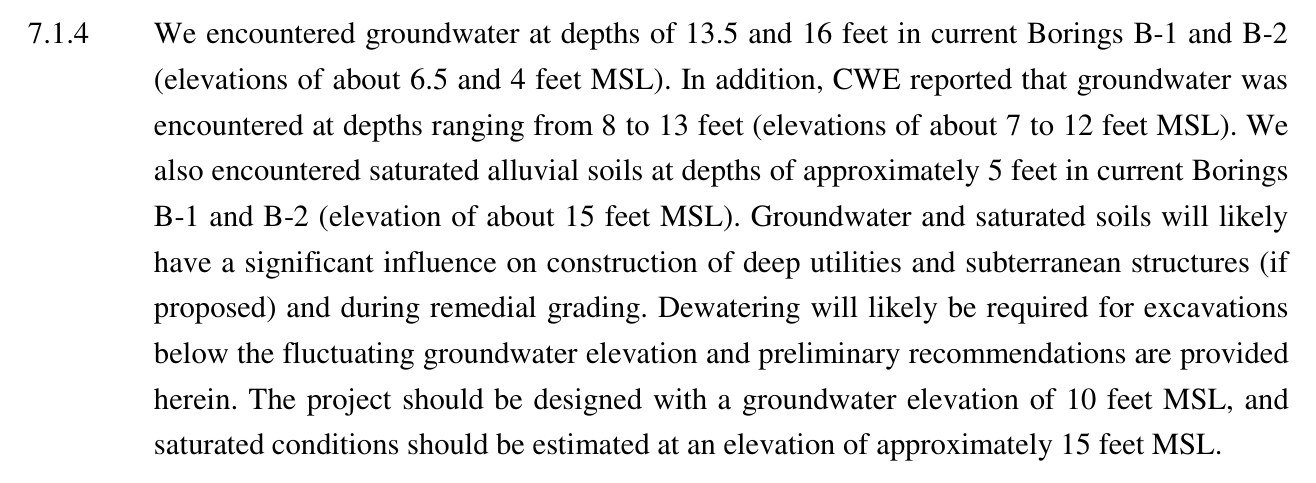 7.1.4 We encountered groundwater at depths of 13.5 and 16 feet in current Borings B-1 and B-2
(elevations of about 6.5 and 4 feet MSL). In addition, CWE reported that groundwater was
encountered at depths ranging from 8 to 13 feet (elevations of about 7 to 12 feet MSL). We
also encountered saturated alluvial soils at depths of approximately 5 feet in current Borings
B-1 and B-2 (elevation of about 15 feet MSL). Groundwater and saturated soils will likely
have a significant influence on construction of deep utilities and subterranean structures (if
proposed) and during remedial grading. Dewatering will likely be required for excavations
below the fluctuating groundwater elevation and preliminary recommendations are provided
herein. The project should be designed with a groundwater elevation of 10 feet MSL, and
saturated conditions should be estimated at an elevation of approximately 15 feet MSL.